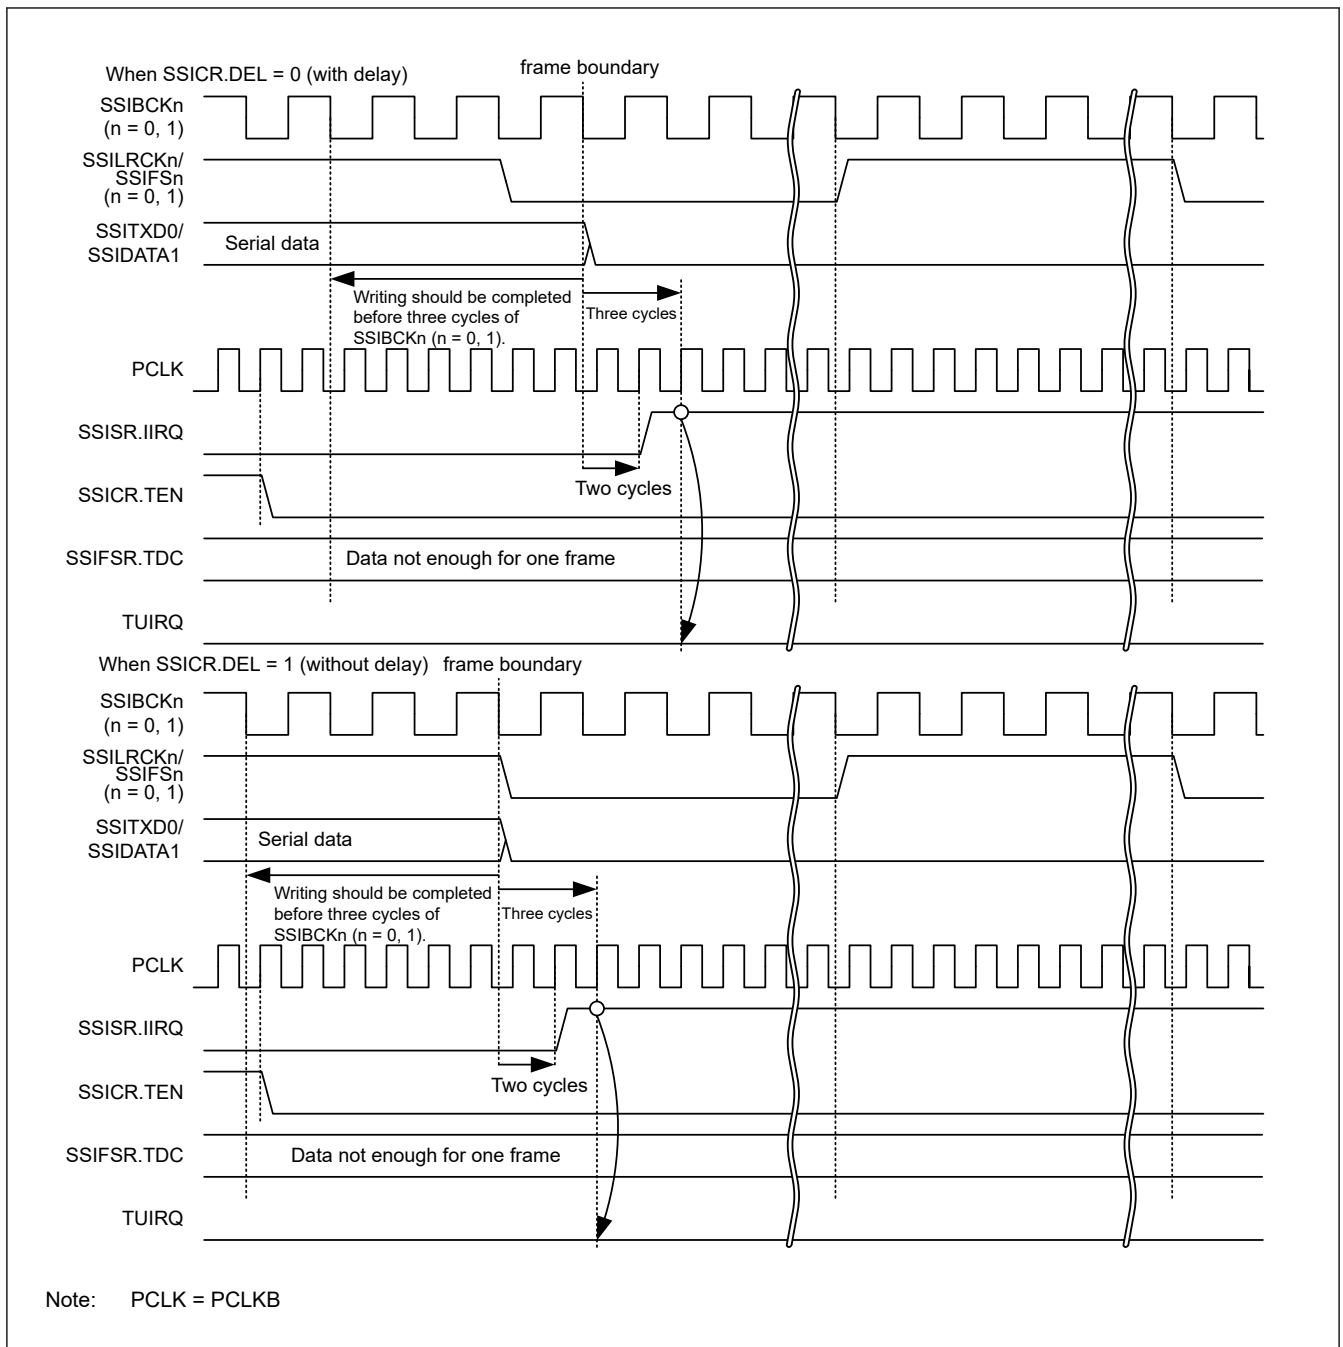 When SSICR.DEL = 0 (with delay)
frame boundary
SSIBCKn
(n = 0, 1)
SSILRCKn/
SSIFSn
(n = 0, 1)
SSITXD0/
SSIDATA1
Serial data
Writing should be completed
before three cycles of
SSIBCKn (n = 0, 1).
Three cycles
PCLK
SSISR.IIRQ
Two cycles
SSICR.TEN
SSIFSR.TDC
Data not enough for one frame
TUIRQ
When SSICR.DEL = 1 (without delay)
frame boundary
SSIBCKn
(n = 0, 1)
SSILRCKn/
SSIFSn
(n = 0, 1)
SSITXD0/
SSIDATA1
Serial data
Writing should be completed
before three cycles of
SSIBCKn (n = 0, 1).
Three cycles
PCLK
SSISR.IIRQ
Two cycles
SSICR.TEN
SSIFSR.TDC
Data not enough for one frame
TUIRQ
Note: PCLK = PCLKB